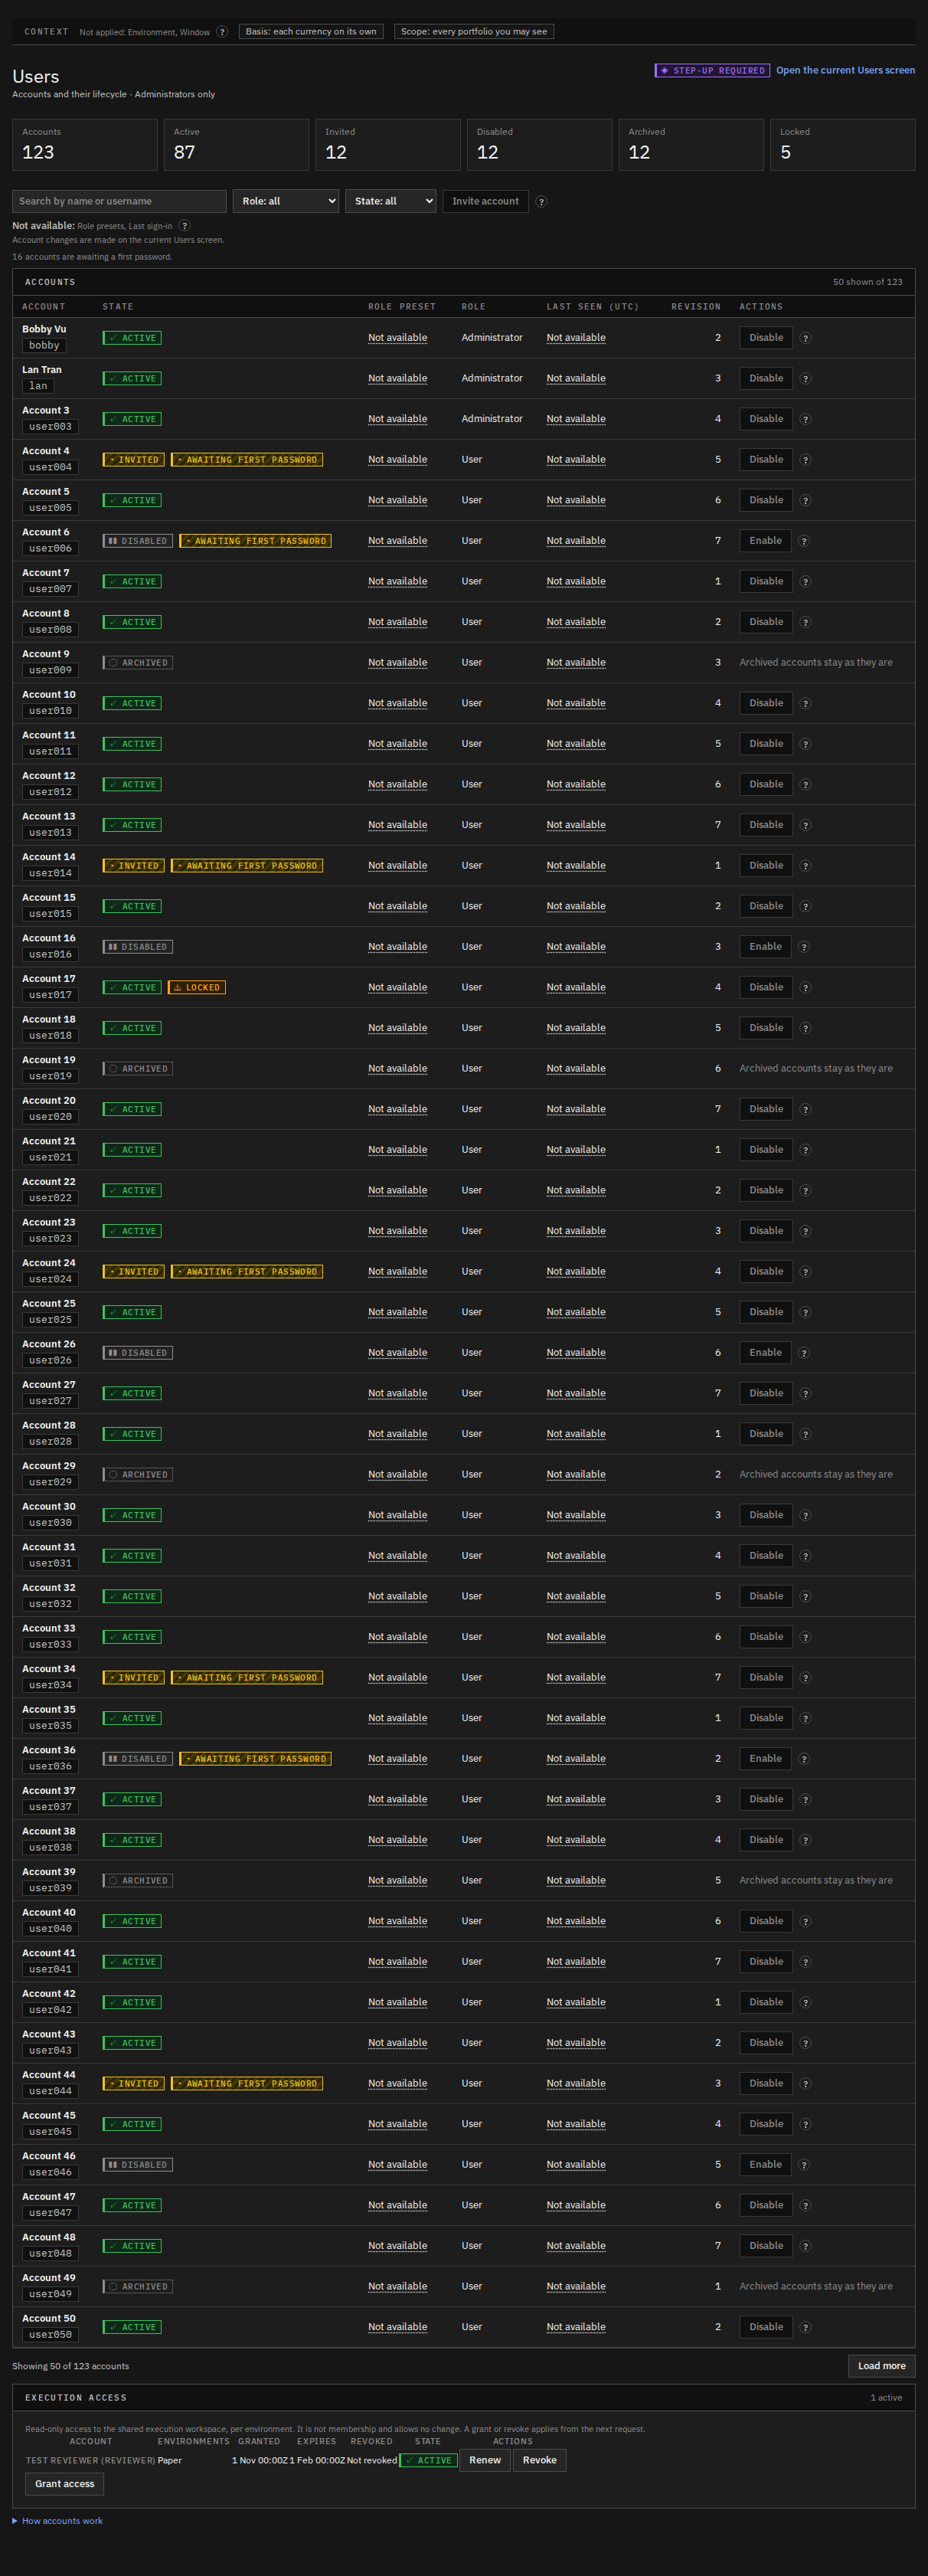 CONTEXT Not applied: Environment, Window ? Basis: each currency on its own Scope: every portfolio you may see
Users
STEP-UP REQUIRED Open the current Users screen
Accounts and their lifecycle · Administrators only
Accounts Active Invited Disabled Archived Locked
123 87 12 12 12 5
Search by name or username Role: all State: all Invite account ?
Not available: Role presets, Last sign-in ?
Account changes are made on the current Users screen.
16 accounts are awaiting a first password.
ACCOUNTS 50 shown of 123
ACCOUNT STATE ROLE PRESET ROLE LAST SEEN (UTC) REVISION ACTIONS
Bobby Vu
bobby ✓ ACTIVE Not available Administrator Not available 2 Disable ?
Lan Tran
lan ✓ ACTIVE Not available Administrator Not available 3 Disable ?
Account 3
user003 ✓ ACTIVE Not available Administrator Not available 4 Disable ?
Account 4
user004 INVITED AWAITING FIRST PASSWORD Not available User Not available 5 Disable ?
Account 5
user005 ✓ ACTIVE Not available User Not available 6 Disable ?
Account 6
user006 DISABLED AWAITING FIRST PASSWORD Not available User Not available 7 Enable ?
Account 7
user007 ✓ ACTIVE Not available User Not available 1 Disable ?
Account 8
user008 ✓ ACTIVE Not available User Not available 2 Disable ?
Account 9
user009 ARCHIVED Not available User Not available 3 Archived accounts stay as they are
Account 10
user010 ✓ ACTIVE Not available User Not available 4 Disable ?
Account 11
user011 ✓ ACTIVE Not available User Not available 5 Disable ?
Account 12
user012 ✓ ACTIVE Not available User Not available 6 Disable ?
Account 13
user013 ✓ ACTIVE Not available User Not available 7 Disable ?
Account 14
user014 INVITED AWAITING FIRST PASSWORD Not available User Not available 1 Disable ?
Account 15
user015 ✓ ACTIVE Not available User Not available 2 Disable ?
Account 16
user016 DISABLED Not available User Not available 3 Enable ?
Account 17
user017 ✓ ACTIVE ⚠ LOCKED Not available User Not available 4 Disable ?
Account 18
user018 ✓ ACTIVE Not available User Not available 5 Disable ?
Account 19
user019 ARCHIVED Not available User Not available 6 Archived accounts stay as they are
Account 20
user020 ✓ ACTIVE Not available User Not available 7 Disable ?
Account 21
user021 ✓ ACTIVE Not available User Not available 1 Disable ?
Account 22
user022 ✓ ACTIVE Not available User Not available 2 Disable ?
Account 23
user023 ✓ ACTIVE Not available User Not available 3 Disable ?
Account 24
user024 INVITED AWAITING FIRST PASSWORD Not available User Not available 4 Disable ?
Account 25
user025 ✓ ACTIVE Not available User Not available 5 Disable ?
Account 26
user026 DISABLED Not available User Not available 6 Enable ?
Account 27
user027 ✓ ACTIVE Not available User Not available 7 Disable ?
Account 28
user028 ✓ ACTIVE Not available User Not available 1 Disable ?
Account 29
user029 ARCHIVED Not available User Not available 2 Archived accounts stay as they are
Account 30
user030 ✓ ACTIVE Not available User Not available 3 Disable ?
Account 31
user031 ✓ ACTIVE Not available User Not available 4 Disable ?
Account 32
user032 ✓ ACTIVE Not available User Not available 5 Disable ?
Account 33
user033 ✓ ACTIVE Not available User Not available 6 Disable ?
Account 34
user034 INVITED AWAITING FIRST PASSWORD Not available User Not available 7 Disable ?
Account 35
user035 ✓ ACTIVE Not available User Not available 1 Disable ?
Account 36
user036 DISABLED AWAITING FIRST PASSWORD Not available User Not available 2 Enable ?
Account 37
user037 ✓ ACTIVE Not available User Not available 3 Disable ?
Account 38
user038 ✓ ACTIVE Not available User Not available 4 Disable ?
Account 39
user039 ARCHIVED Not available User Not available 5 Archived accounts stay as they are
Account 40
user040 ✓ ACTIVE Not available User Not available 6 Disable ?
Account 41
user041 ✓ ACTIVE Not available User Not available 7 Disable ?
Account 42
user042 ✓ ACTIVE Not available User Not available 1 Disable ?
Account 43
user043 ✓ ACTIVE Not available User Not available 2 Disable ?
Account 44
user044 INVITED AWAITING FIRST PASSWORD Not available User Not available 3 Disable ?
Account 45
user045 ✓ ACTIVE Not available User Not available 4 Disable ?
Account 46
user046 DISABLED Not available User Not available 5 Enable ?
Account 47
user047 ✓ ACTIVE Not available User Not available 6 Disable ?
Account 48
user048 ✓ ACTIVE Not available User Not available 7 Disable ?
Account 49
user049 ARCHIVED Not available User Not available 1 Archived accounts stay as they are
Account 50
user050 ✓ ACTIVE Not available User Not available 2 Disable ?
Showing 50 of 123 accounts Load more
EXECUTION ACCESS 1 active
Read-only access to the shared execution workspace, per environment. It is not membership and allows no change. A grant or revoke applies from the next request.
ACCOUNT ENVIRONMENTS GRANTED EXPIRES REVOKED STATE ACTIONS
TEST REVIEWER (REVIEWER) Paper 1 Nov 00:00Z 1 Feb 00:00Z Not revoked ✓ ACTIVE Renew Revoke
Grant access
How accounts work